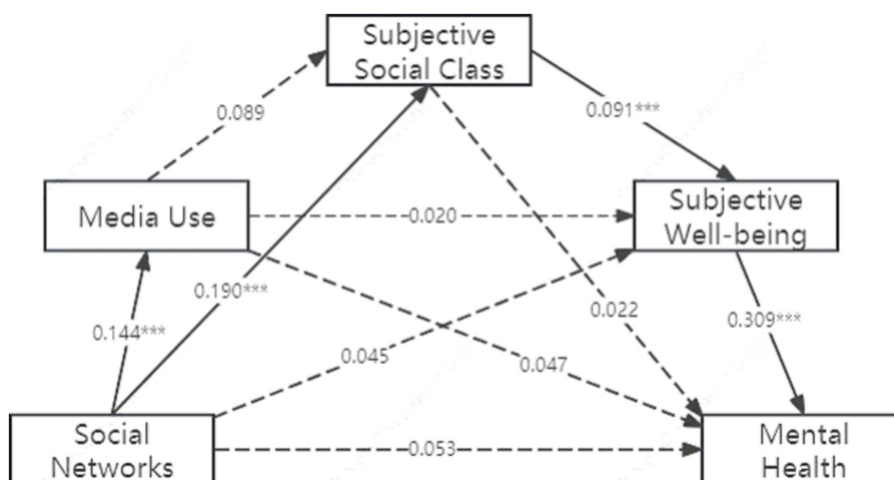 Subjective
Social Class
0.089
0.091***
Media Use
0.020
Subjective
Well-being
0.190***
0.144***
0.022
0.309***
0.045
0.047
Social
Networks
0.053
Mental
Health